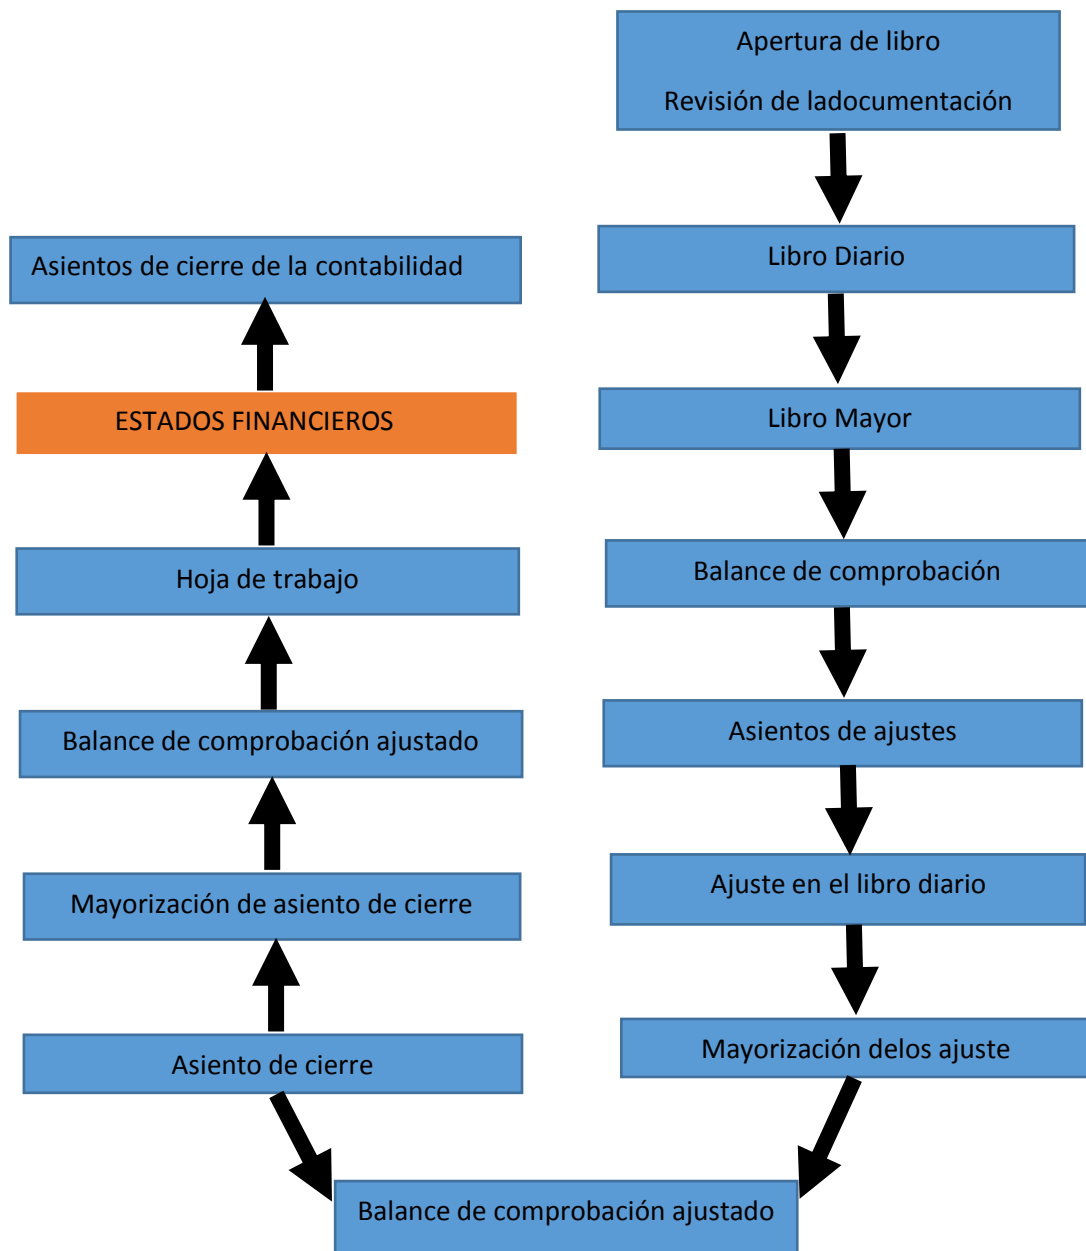 Apertura de libro
Revisión de ladocumentación
Libro Diario
Libro Mayor
Balance de comprobación
Asientos de ajustes
Ajuste en el libro diario
Mayorización delos ajuste
Balance de comprobación ajustado
Asiento de cierre
Mayorización de asiento de cierre
Balance de comprobación ajustado
Hoja de trabajo
ESTADOS FINANCIEROS
Asientos de cierre de la contabilidad